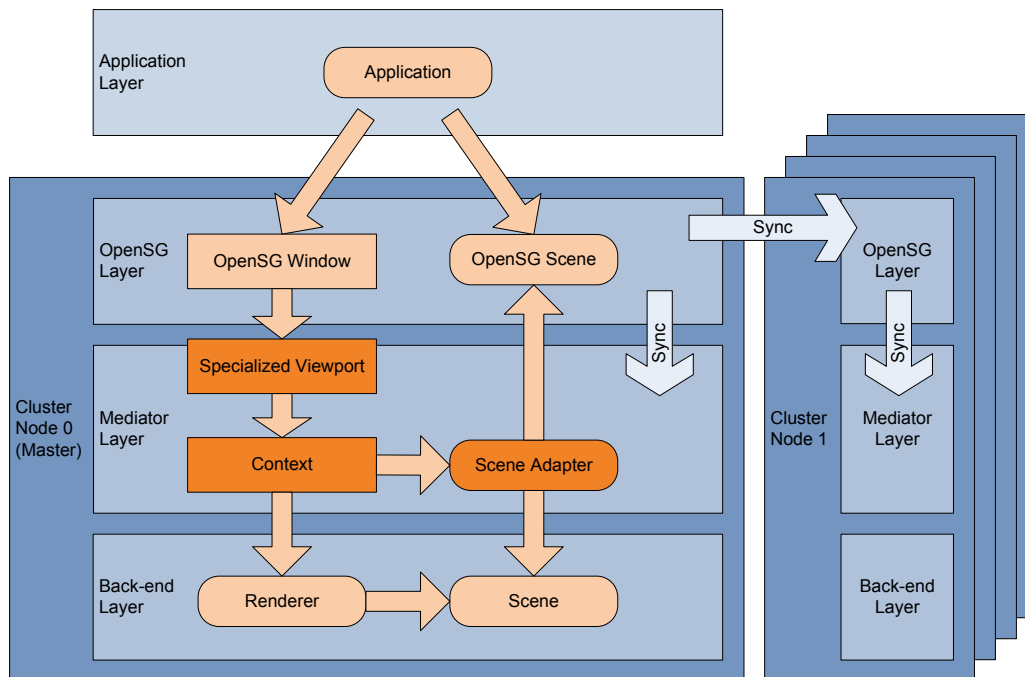 Application
Layer
Application
OpenSG
Layer
OpenSG Window
OpenSG Scene
Sync
OpenSG
Layer
Sync
Sync
Specialized Viewport
Cluster
Node 0
(Master)
Mediator
Layer
Context
Scene Adapter
Cluster
Node 1
Mediator
Layer
Back-end
Layer
Renderer
Scene
Back-end
Layer